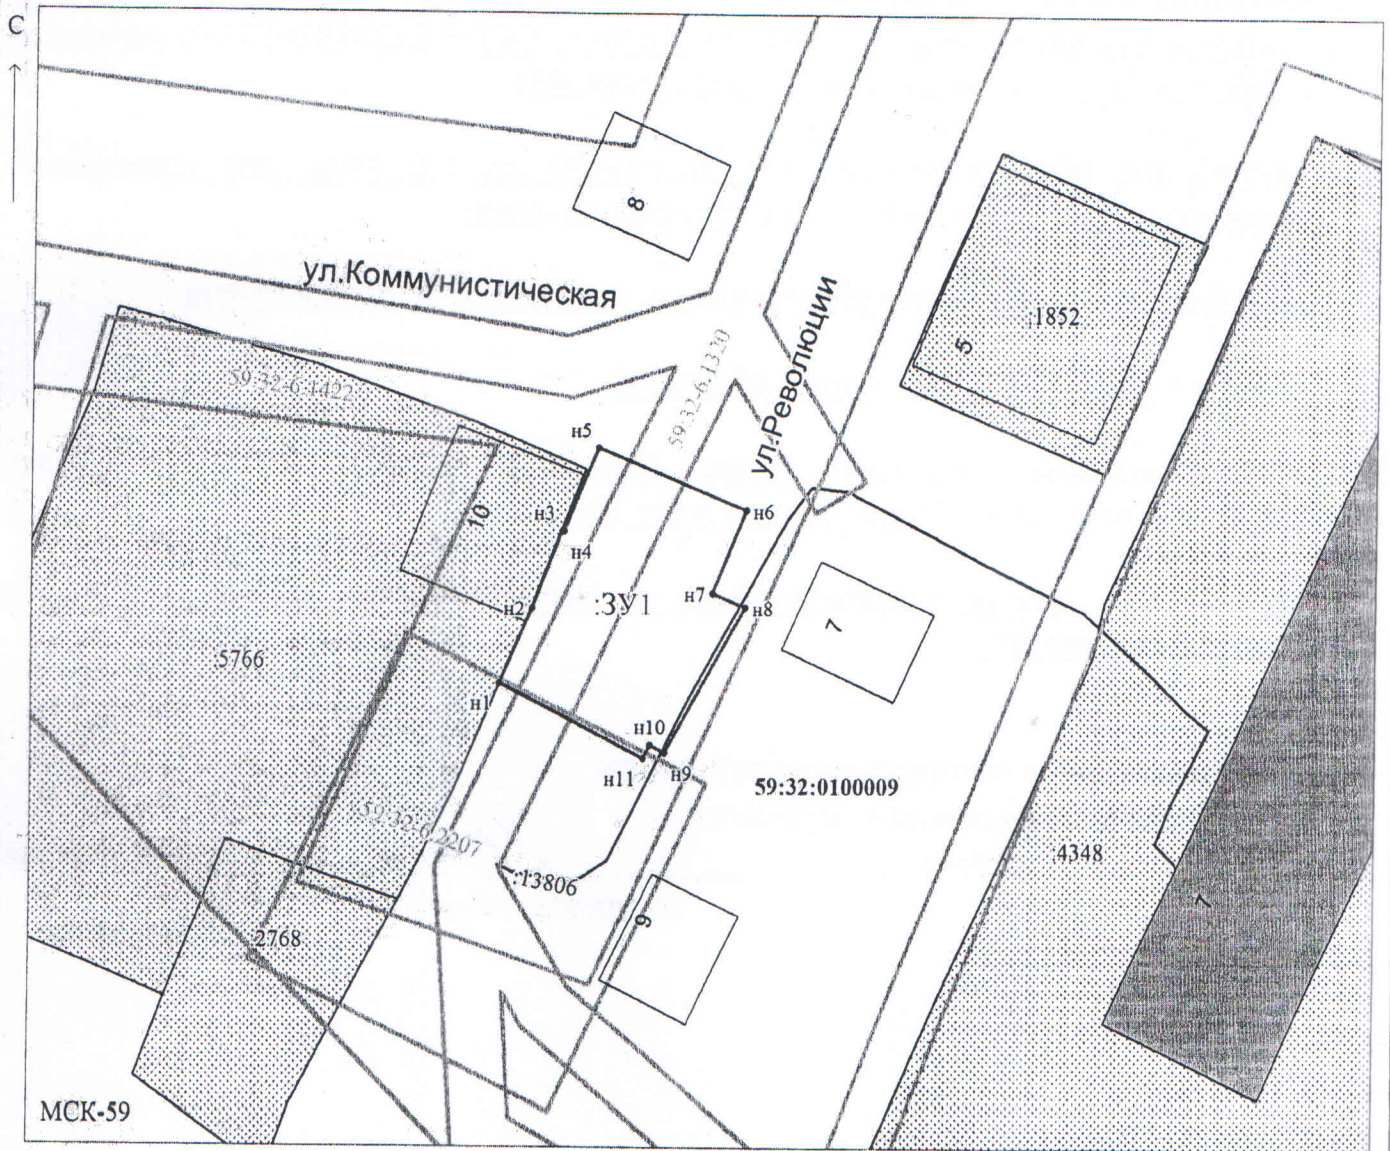 С
8
ул.Коммунистическая
ул.Революции
59:32-6.1320
:1852
5
59:32-6.1422
н5
10
н3
н6
н4
н7
н2
:ЗУ1
н8
7
:5766
н1
н10
н11
н9
59:32:0100009
59:32-6.2207
:4348
:13806
7
9
:2768
МСК-59